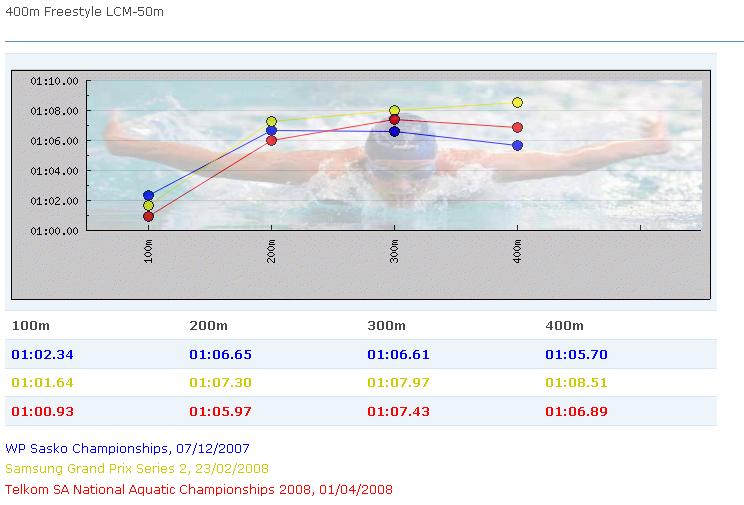 400m Freestyle LCM-50m
01:10.00
01:08.00
01:06.00
01:04.00
01:02.00
01:00.00
100m 200m 300m 400m
100m 200m 300m 400m
01:02.34 01:06.65 01:06.61 01:05.70
01:01.64 01:07.30 01:07.97 01:08.51
01:00.93 01:05.97 01:07.43 01:06.89
WP Sasko Championships, 07/12/2007
Samsung Grand Prix Series 2, 23/02/2008
Telkom SA National Aquatic Championships 2008, 01/04/2008